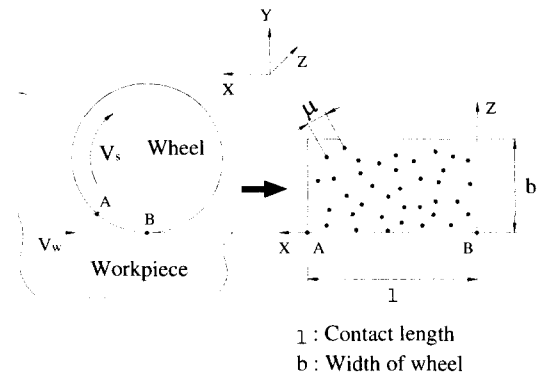 Y
Z
X
μ
Z
Vs
Wheel
A
B
b
Vw
X
A
B
Workpiece
l
l : Contact length
b : Width of wheel